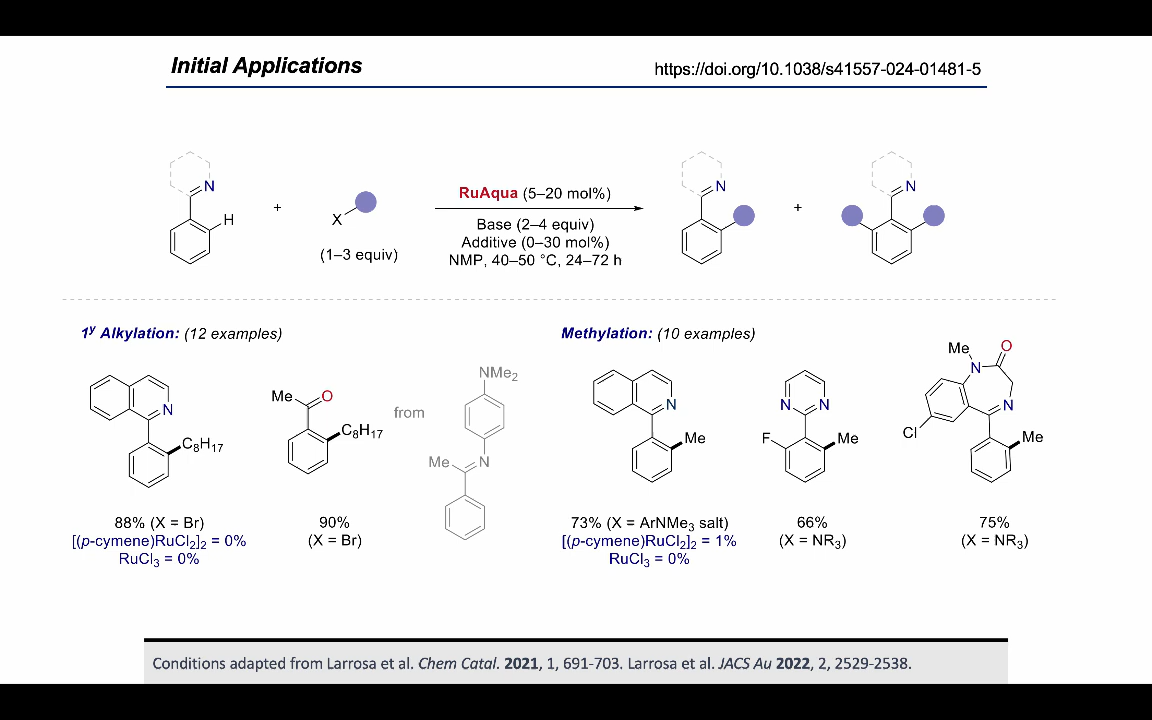 Initial Applications
https://doi.org/10.1038/s41557-024-01481-5
N
H
+
X
(1–3 equiv)
RuAqua (5–20 mol%)
Base (2–4 equiv)
Additive (0–30 mol%)
NMP, 40–50 °C, 24–72 h
N
+
N
1y Alkylation: (12 examples)
N
C8H17
88% (X = Br)
[(p-cymene)RuCl2]2 = 0%
RuCl3 = 0%
Me
O
C8H17
90%
(X = Br)
from
NMe2
Me
N
Methylation: (10 examples)
N
Me
73% (X = ArNMe3 salt)
[(p-cymene)RuCl2]2 = 1%
RuCl3 = 0%
N
N
F
Me
66%
(X = NR3)
Me
O
N
N
Cl
Me
75%
(X = NR3)
Conditions adapted from Larrosa et al. Chem Catal. 2021, 1, 691-703. Larrosa et al. JACS Au 2022, 2, 2529-2538.